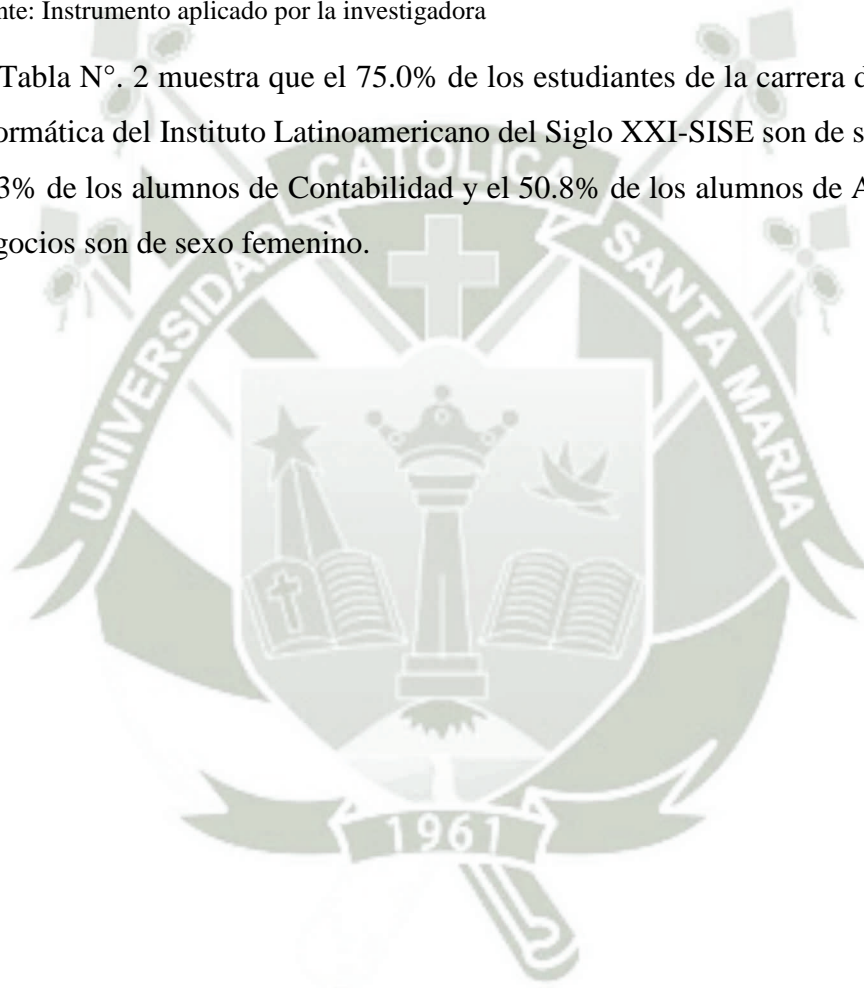 nte: Instrumento aplicado por la investigadora
Tabla N°. 2 muestra que el 75.0% de los estudiantes de la carrera d
ormática del Instituto Latinoamericano del Siglo XXI-SISE son de s
3% de los alumnos de Contabilidad y el 50.8% de los alumnos de A
gocios son de sexo femenino.
UNIVERSIDAD CATOLICA SANTA MARIA
1961